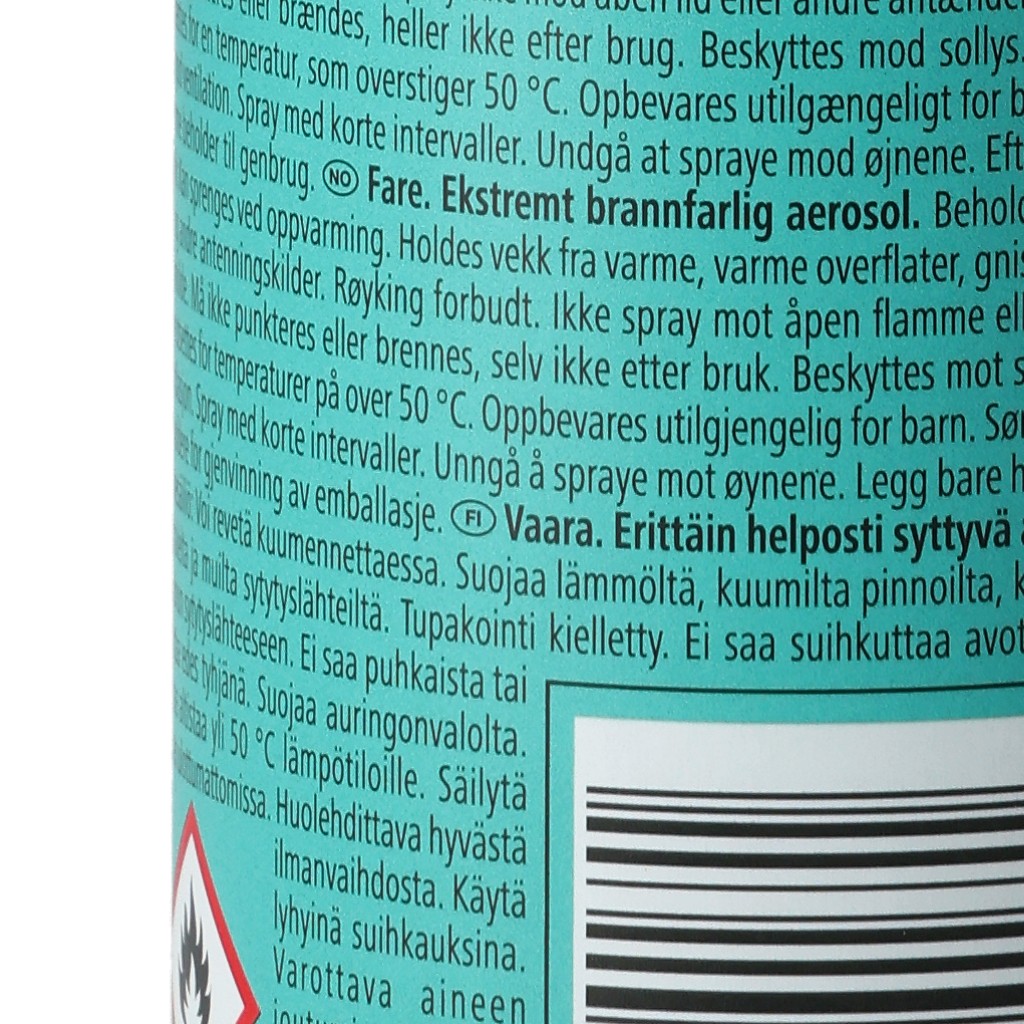 eller brændes, heller ikke efter brug. Beskyttes mod sollys.
for en temperatur, som overstiger 50 °C. Opbevares utilgængeligt for b
ventilation. Spray med korte intervaller. Undgå at spraye mod øjnene. Eft
beholder til genbrug. NO Fare. Ekstremt brannfarlig aerosol. Behold
sprenges ved oppvarming. Holdes vekk fra varme, varme overflater, gnis
andre antenningskilder. Røyking forbudt. Ikke spray mot åpen flamme ell
Må ikke punkteres eller brennes, selv ikke etter bruk. Beskyttes mot s
for temperaturer på over 50 °C. Oppbevares utilgjengelig for barn. Sør
Spray med korte intervaller. Unngå å spraye mot øynene. Legg bare h
for gjenvinning av emballasje. FI Vaara. Erittäin helposti syttyvä a
Voi revetä kuumennettaessa. Suojaa lämmöltä, kuumilta pinnoilta, k
ja muilta sytytyslähteiltä. Tupakointi kielletty. Ei saa suihkuttaa avot
sytytyslähteeseen. Ei saa puhkaista tai
edes tyhjänä. Suojaa auringonvalolta.
yli 50 °C lämpötiloille. Säilytä
Huolehdittava hyvästä
ilmanvaihdosta. Käytä
lyhyinä suihkauksina.
Varottava aineen